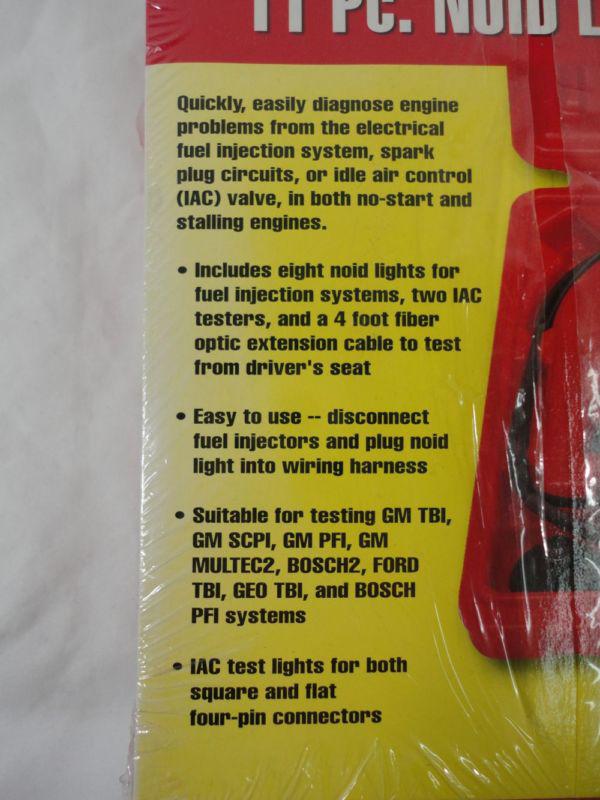 11 PC. NOID L
Quickly, easily diagnose engine
problems from the electrical
fuel injection system, spark
plug circuits, or idle air control
(IAC) valve, in both no-start and
stalling engines.
• Includes eight noid lights for
fuel injection systems, two IAC
testers, and a 4 foot fiber
optic extension cable to test
from driver's seat
• Easy to use -- disconnect
fuel injectors and plug noid
light into wiring harness
• Suitable for testing GM TBI,
GM SCPI, GM PFI, GM
MULTEC2, BOSCH2, FORD
TBI, GEO TBI, and BOSCH
PFI systems
• IAC test lights for both
square and flat
four-pin connectors